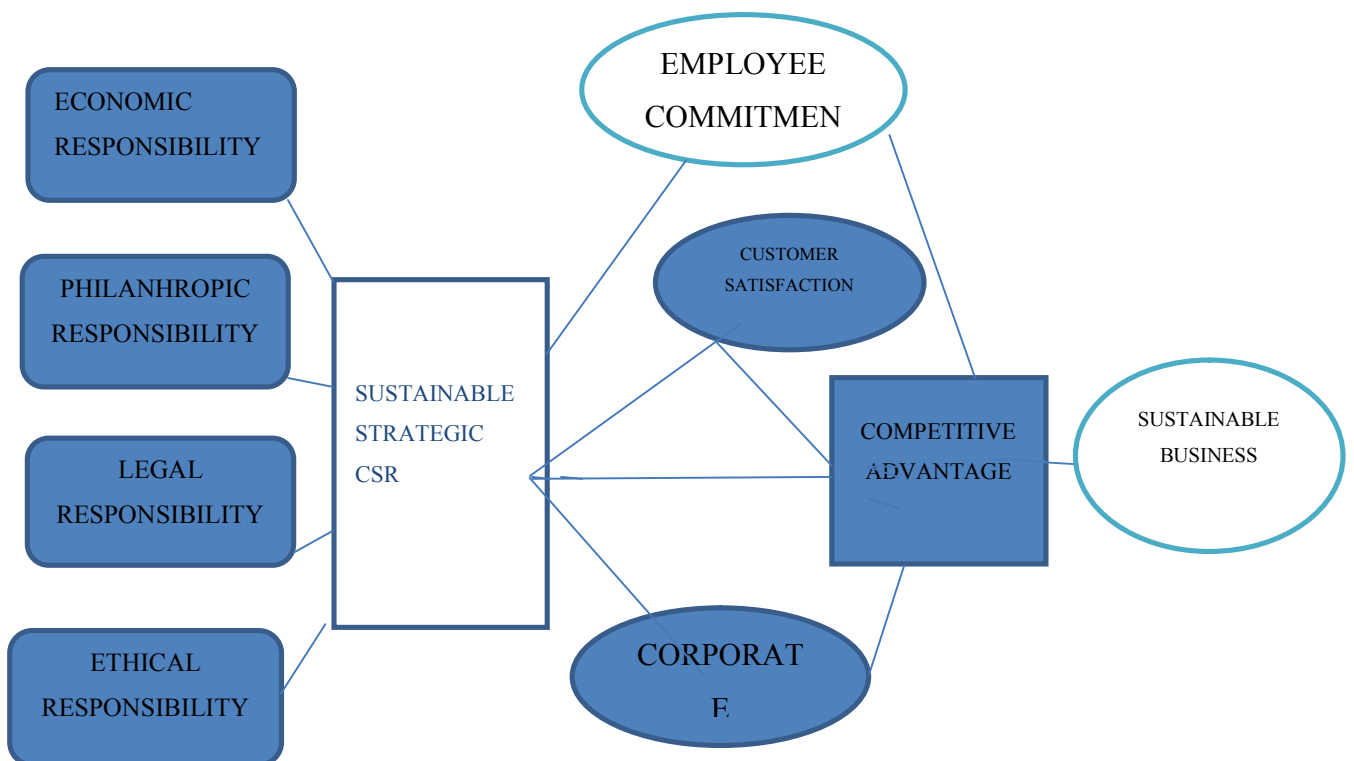 ECONOMIC
RESPONSIBILITY
PHILANHROPIC
RESPONSIBILITY
LEGAL
RESPONSIBILITY
ETHICAL
RESPONSIBILITY
SUSTAINABLE
STRATEGIC
CSR
EMPLOYEE
COMMITMEN
CUSTOMER
SATISFACTION
CORPORAT
E
COMPETITIVE
ADVANTAGE
SUSTAINABLE
BUSINESS